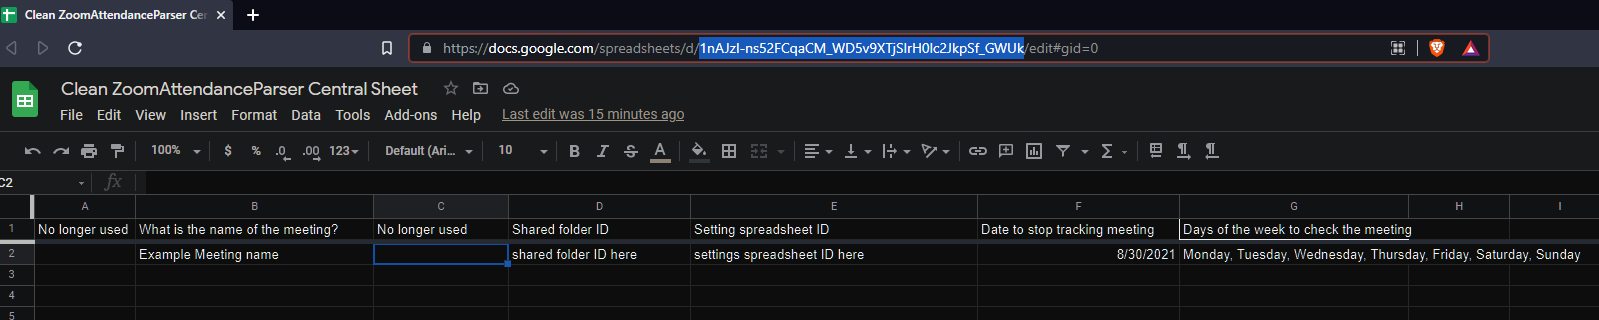 Clean ZoomAttendanceParser Cer
https://docs.google.com/spreadsheets/d/1nAJzI-ns52FCqaCM_WD5v9XTjSlrH0lc2JkpSf_GWUk/edit#gid=0
Clean ZoomAttendanceParser Central Sheet
File Edit View Insert Format Data Tools Add-ons Help Last edit was 15 minutes ago
100% $ % .0 .00 123 Default (Ari... 10 B I S A
C2 fx
A B C D E F G H I
1 No longer used What is the name of the meeting? No longer used Shared folder ID Setting spreadsheet ID Date to stop tracking meeting Days of the week to check the meeting
2 Example Meeting name shared folder ID here settings spreadsheet ID here 8/30/2021 Monday, Tuesday, Wednesday, Thursday, Friday, Saturday, Sunday
3
4
5